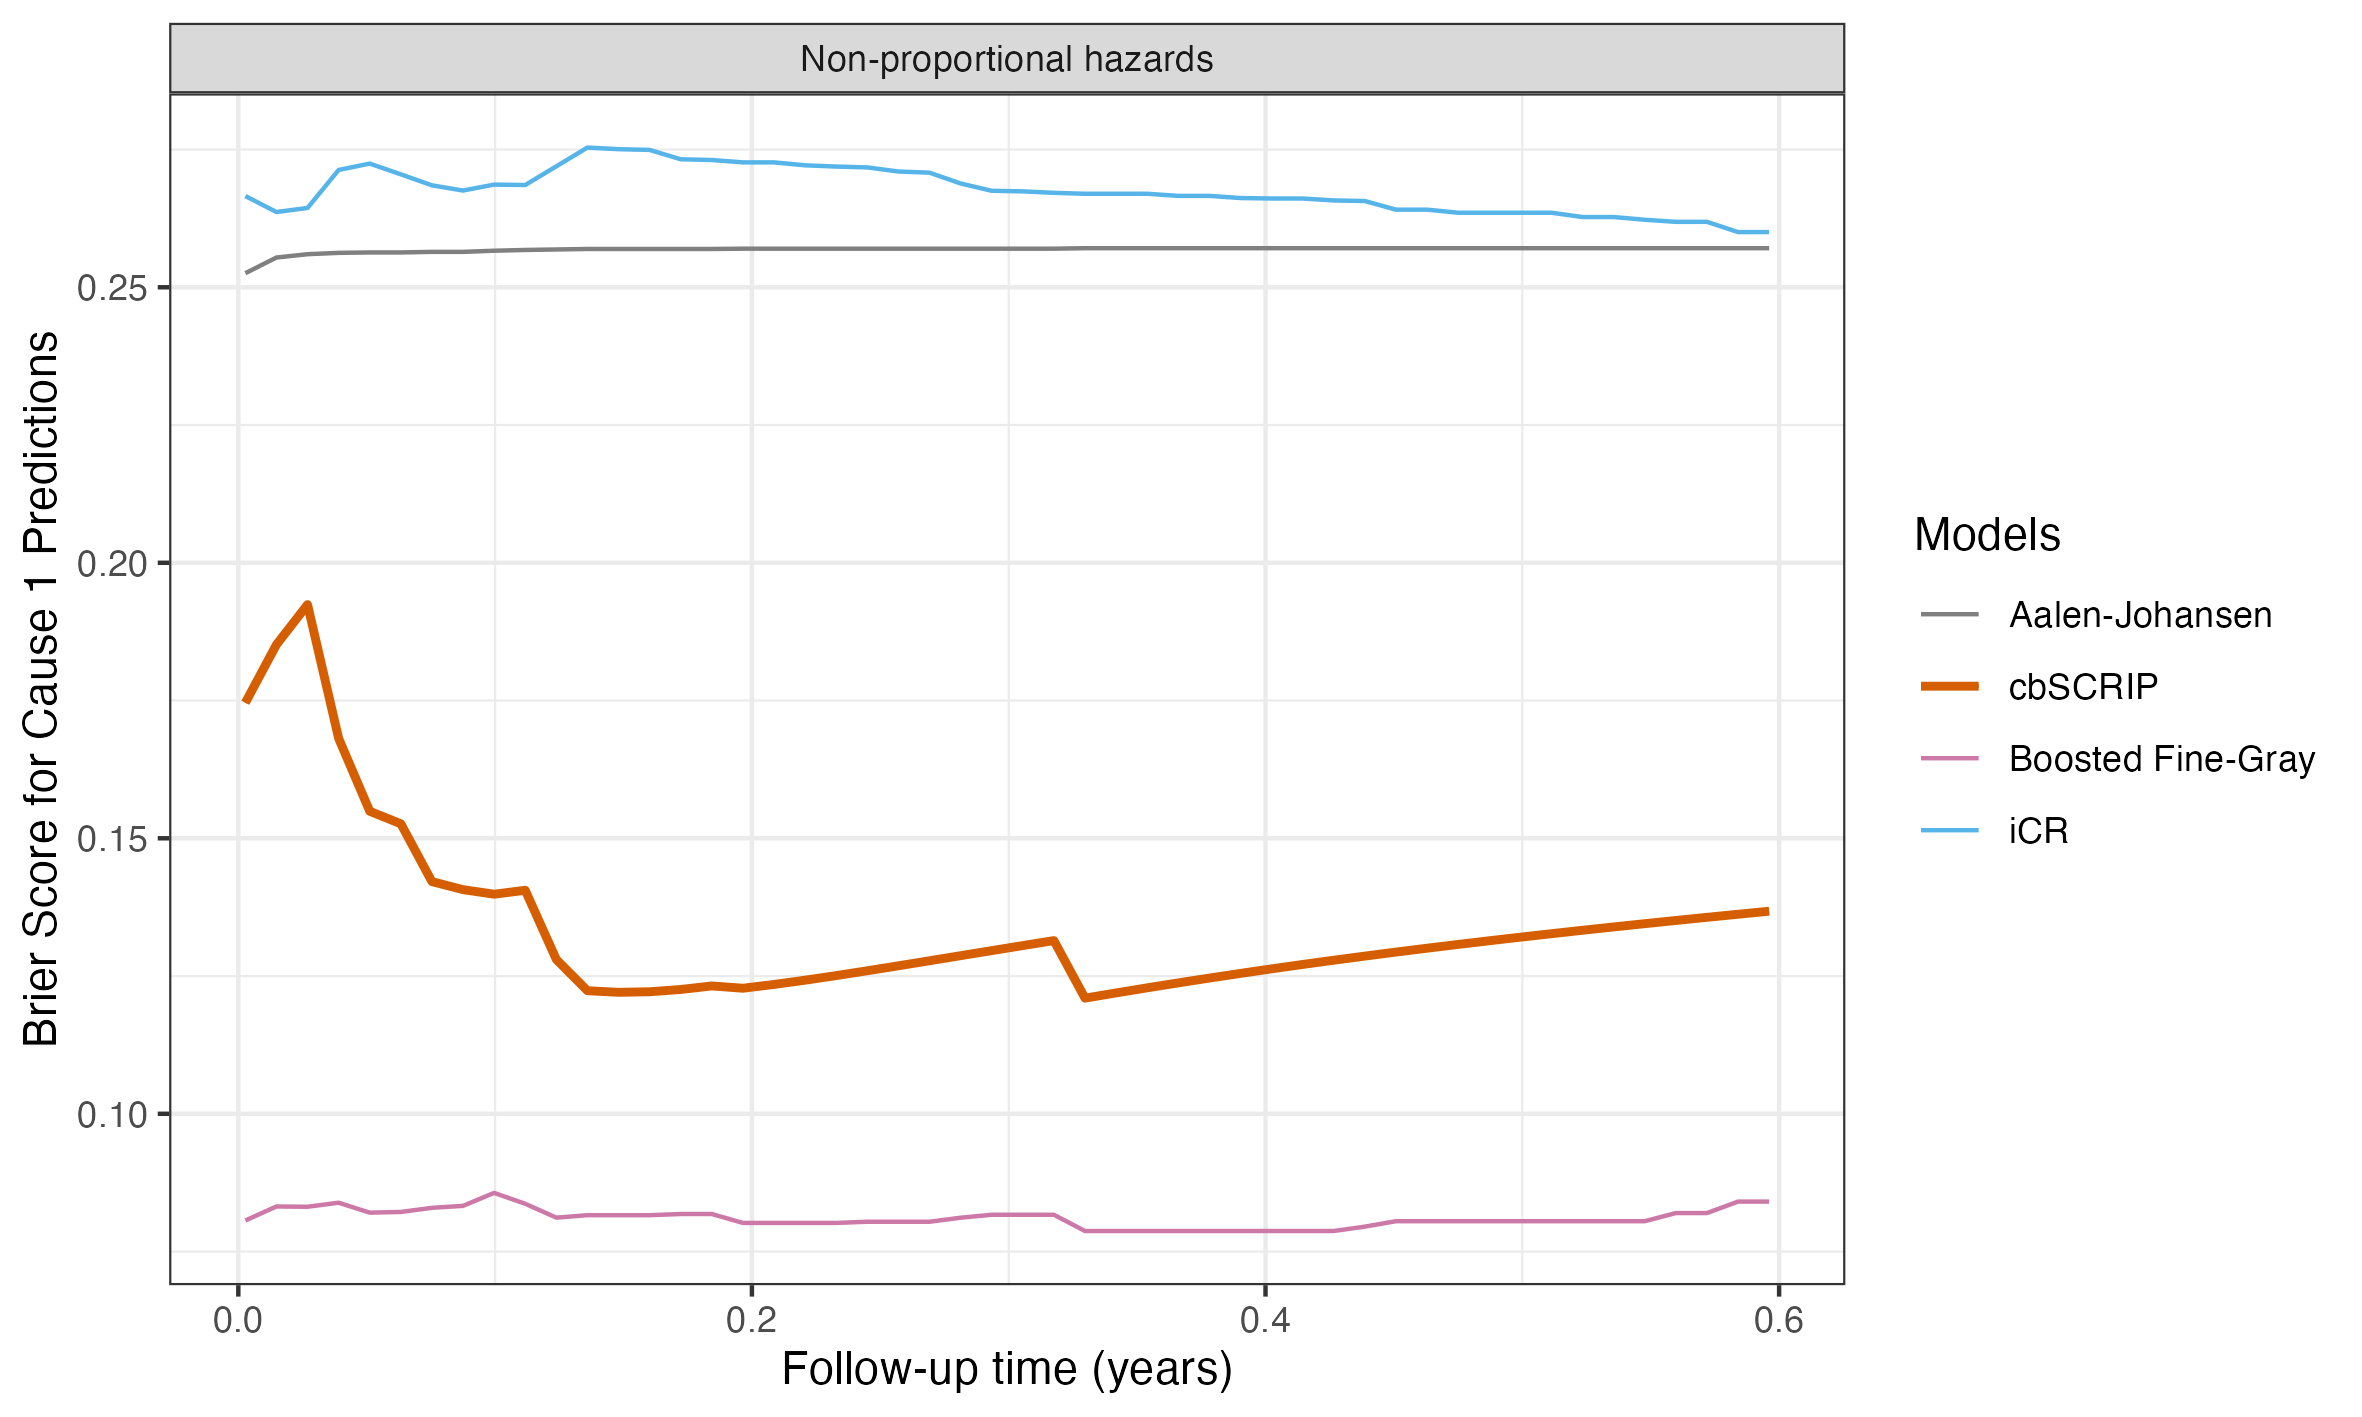 Non-proportional hazards
Brier Score for Cause 1 Predictions
0.25
0.20
0.15
0.10
0.0
0.2
0.4
0.6
Follow-up time (years)
Models
Aalen-Johansen
cbSCRIP
Boosted Fine-Gray
iCR